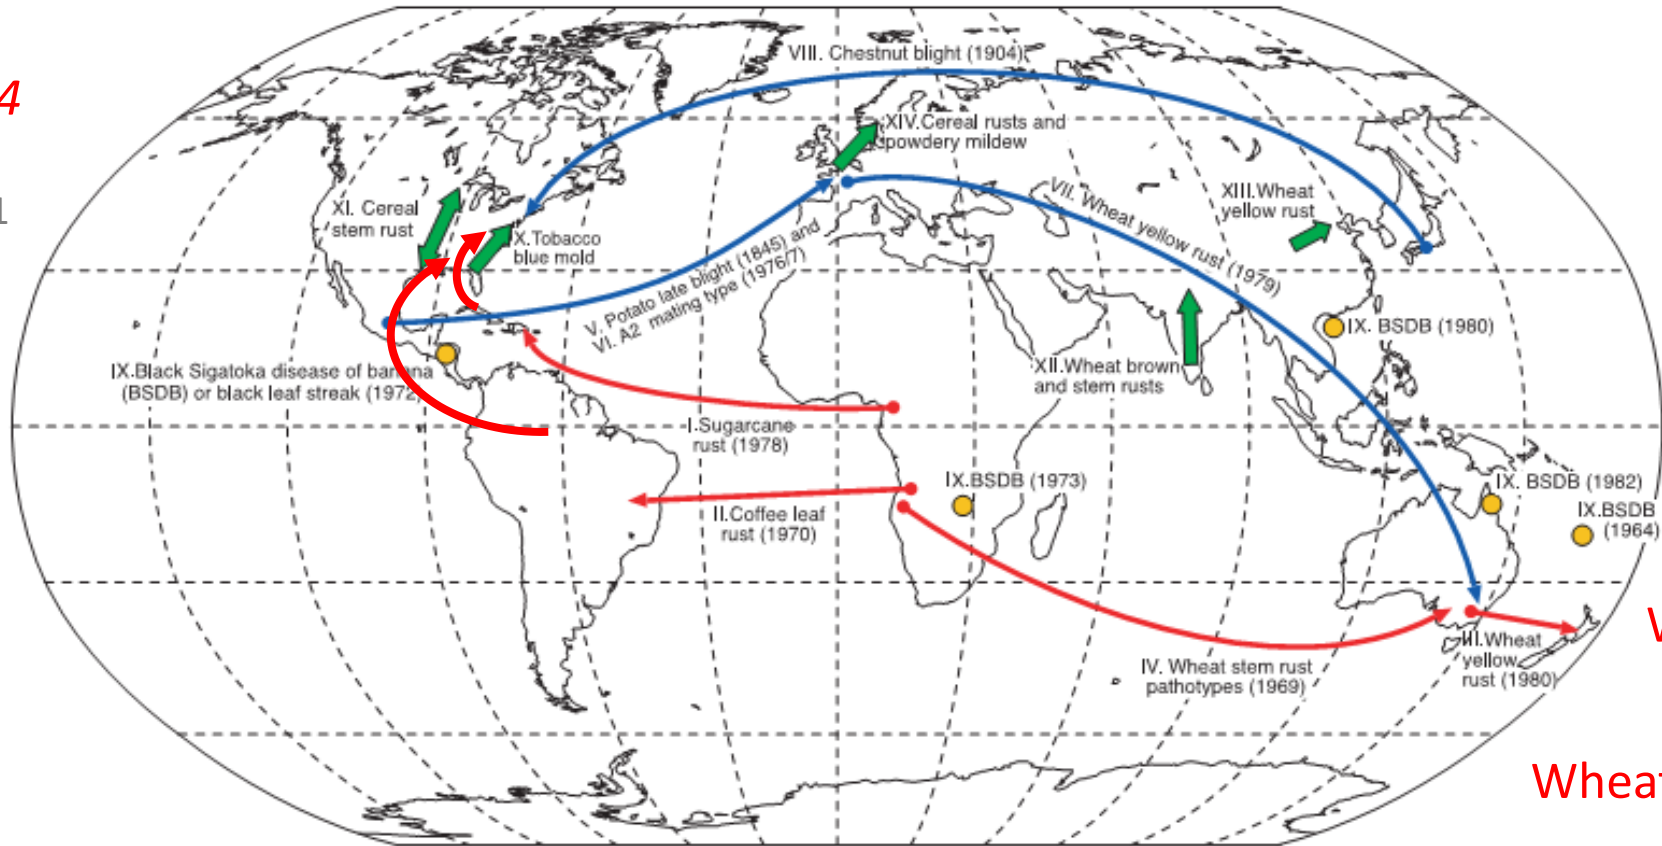 4
1
VIII. Chestnut blight (1904)
XIV.Cereal rusts and
powdery mildew
XI. Cereal
stem rust
X.Tobacco
blue mold
XIII.Wheat
yellow rust
VII. Wheat yellow rust (1979)
V. Potato late blight (1845) and
VI. A2 mating type (1976/7)
IX. BSDB (1980)
IX.Black Sigatoka disease of banana
(BSDB) or black leaf streak (1972)
XII.Wheat brown
and stem rusts
I.Sugarcane
rust (1978)
IX.BSDB (1973)
IX. BSDB (1982)
IX.BSDB
(1964)
II.Coffee leaf
rust (1970)
III.Wheat
yellow
rust (1980)
IV. Wheat stem rust
pathotypes (1969)
V
Wheat